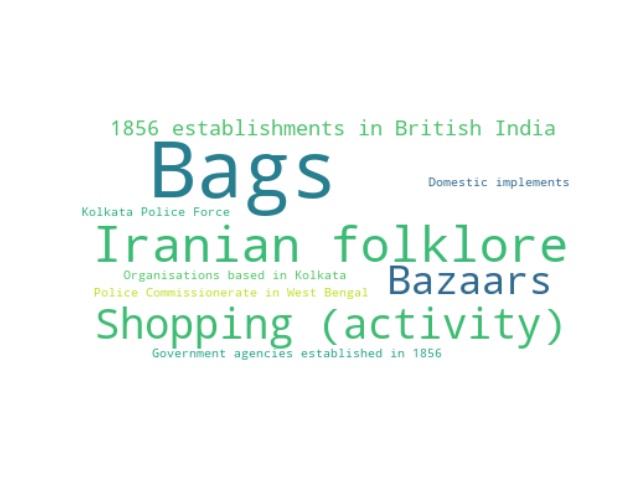 1856 establishments in British India
Bags
Domestic implements
Kolkata Police Force
Iranian folklore
Organisations based in Kolkata
Bazaars
Police Commissionerate in West Bengal
Shopping (activity)
Government agencies established in 1856